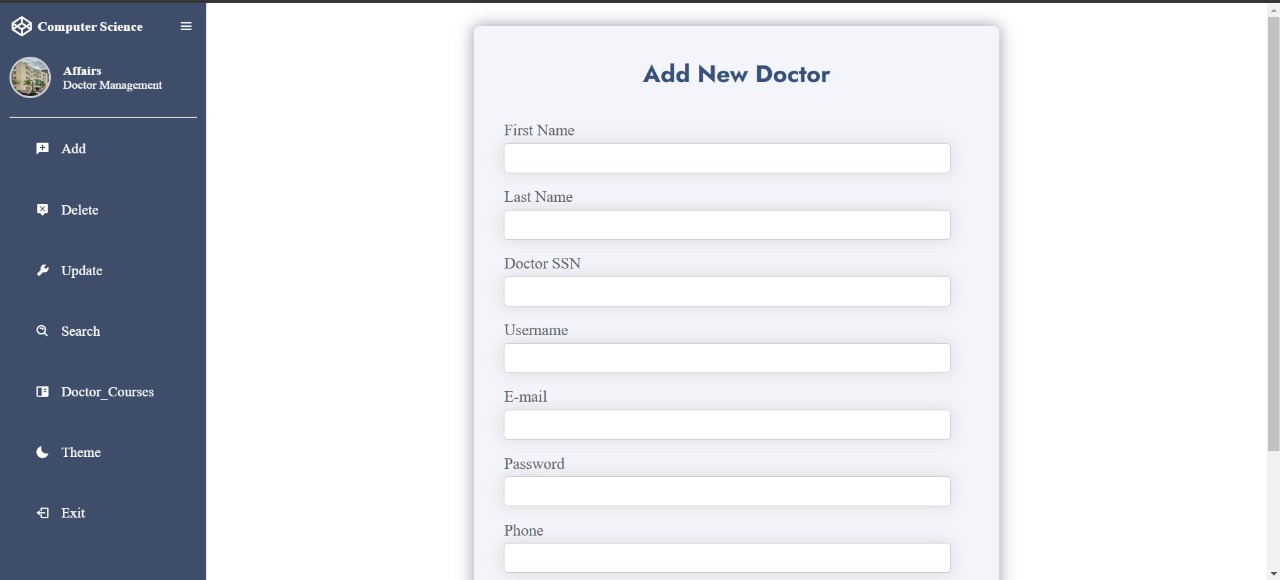 Computer Science
Affairs
Doctor Management
Add
Delete
Update
Search
Doctor_Courses
Theme
Exit
Add New Doctor
First Name
Last Name
Doctor SSN
Username
E-mail
Password
Phone